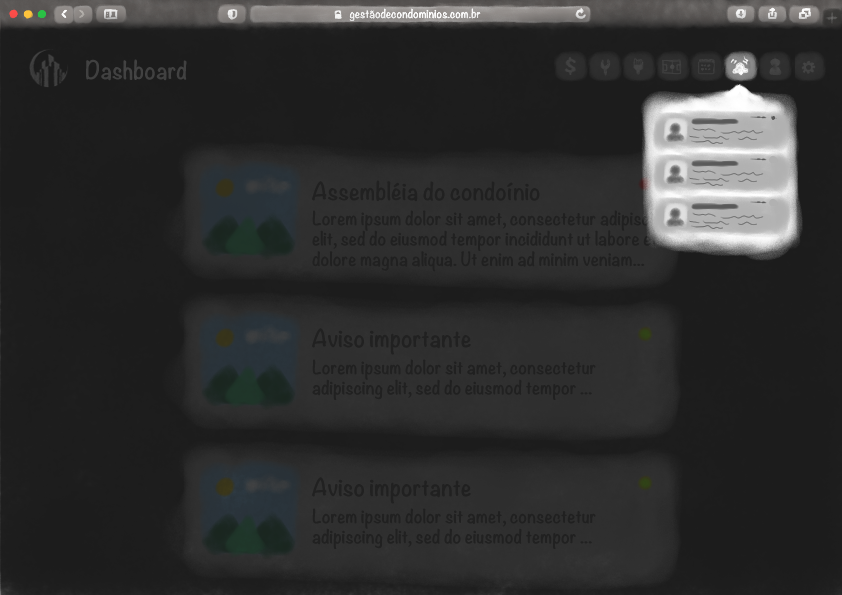 gestãodecondominios.com.br
Dashboard
Assembléia do condoínio
Lorem ipsum dolor sit amet, consectetur adipisc
elit, sed do eiusmod tempor incididunt ut labore e
dolore magna aliqua. Ut enim ad minim veniam...
Aviso importante
Lorem ipsum dolor sit amet, consectetur
adipiscing elit, sed do eiusmod tempor ...
Aviso importante
Lorem ipsum dolor sit amet, consectetur
adipiscing elit, sed do eiusmod tempor ...